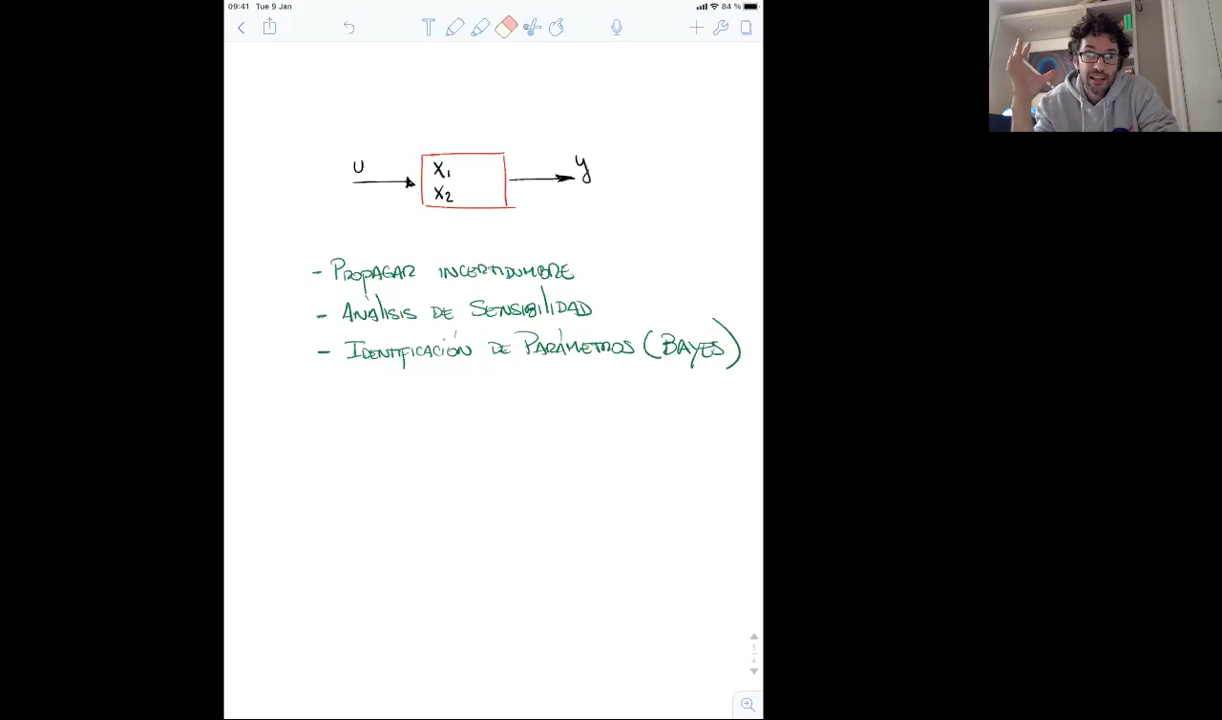 09:41 Tue 9 Jan 84 %
T
U
X₁
X₂
y
- PROPAGAR INCERTIDUMBRE
- ANÁLISIS DE SENSIBILIDAD
- IDENTIFICACIÓN DE PARÁMETROS (BAYES)